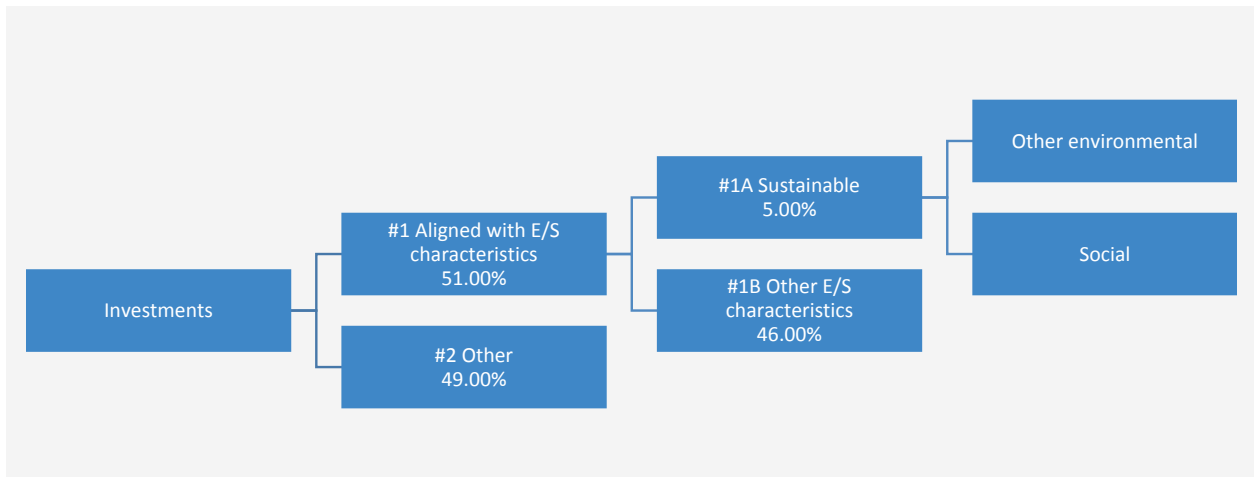 Investments
#1 Aligned with E/S
characteristics
51.00%
#2 Other
49.00%
#1A Sustainable
5.00%
#1B Other E/S
characteristics
46.00%
Other environmental
Social